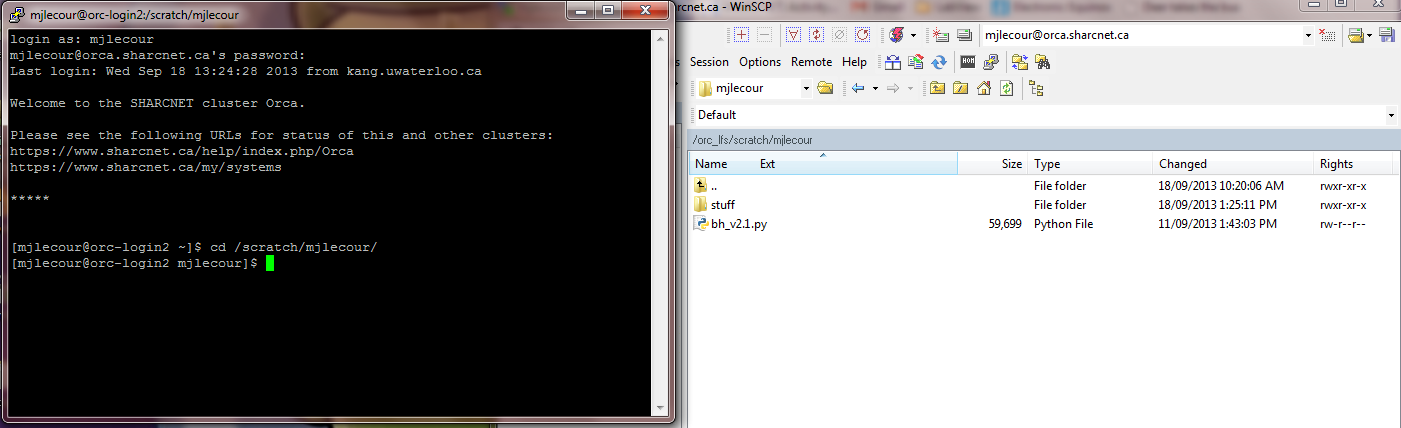 mjlecour@orc-login2:/scratch/mjlecour
login as: mjlecour
mjlecour@orca.sharcnet.ca's password:
Last login: Wed Sep 18 13:24:28 2013 from kang.uwaterloo.ca
Welcome to the SHARCNET cluster Orca.
Please see the following URLs for status of this and other clusters:
https://www.sharcnet.ca/help/index.php/Orca
https://www.sharcnet.ca/my/systems
*****
[mjlecour@orc-login2 ~]$ cd /scratch/mjlecour/
[mjlecour@orc-login2 mjlecour]$
rcnet.ca - WinSCP
mjlecour@orca.sharcnet.ca
Session Options Remote Help
mjlecour
Default
/orc_lfs/scratch/mjlecour
Name Ext Size Type Changed Rights
.. File folder 18/09/2013 10:20:06 AM rwxr-xr-x
stuff File folder 18/09/2013 1:25:11 PM rwxr-xr-x
bh_v2.1.py 59,699 Python File 11/09/2013 1:43:03 PM rw-r--r--